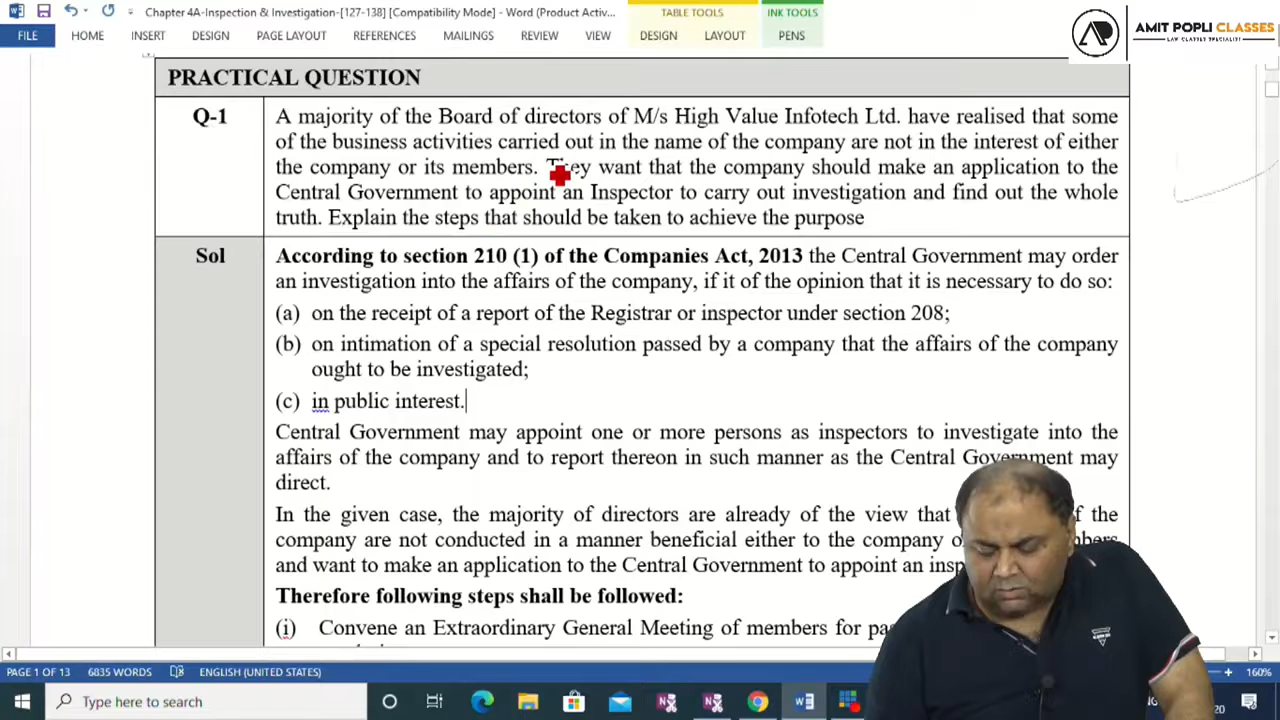 Chapter 4A-Inspection & Investigation-[127-138] [Compatibility Mode] - Word (Product Activ...
TABLE TOOLS
INK TOOLS
FILE
HOME
INSERT
DESIGN
PAGE LAYOUT
REFERENCES
MAILINGS
REVIEW
VIEW
DESIGN
LAYOUT
PENS
AMIT POPLI CLASSES
LAW CLASSES SPECIALIST
PRACTICAL QUESTION
Q-1
A majority of the Board of directors of M/s High Value Infotech Ltd. have realised that some
of the business activities carried out in the name of the company are not in the interest of either
the company or its members. They want that the company should make an application to the
Central Government to appoint an Inspector to carry out investigation and find out the whole
truth. Explain the steps that should be taken to achieve the purpose
Sol
According to section 210 (1) of the Companies Act, 2013 the Central Government may order
an investigation into the affairs of the company, if it of the opinion that it is necessary to do so:
(a) on the receipt of a report of the Registrar or inspector under section 208;
(b) on intimation of a special resolution passed by a company that the affairs of the company
ought to be investigated;
(c) in public interest.
Central Government may appoint one or more persons as inspectors to investigate into the
affairs of the company and to report thereon in such manner as the Central Government may
direct.
In the given case, the majority of directors are already of the view that f the
company are not conducted in a manner beneficial either to the company
and want to make an application to the Central Government to appoint an
Therefore following steps shall be followed:
(i) Convene an Extraordinary General Meeting of members for
PAGE 1 OF 13
6835 WORDS
ENGLISH (UNITED STATES)
160%
Type here to search
20